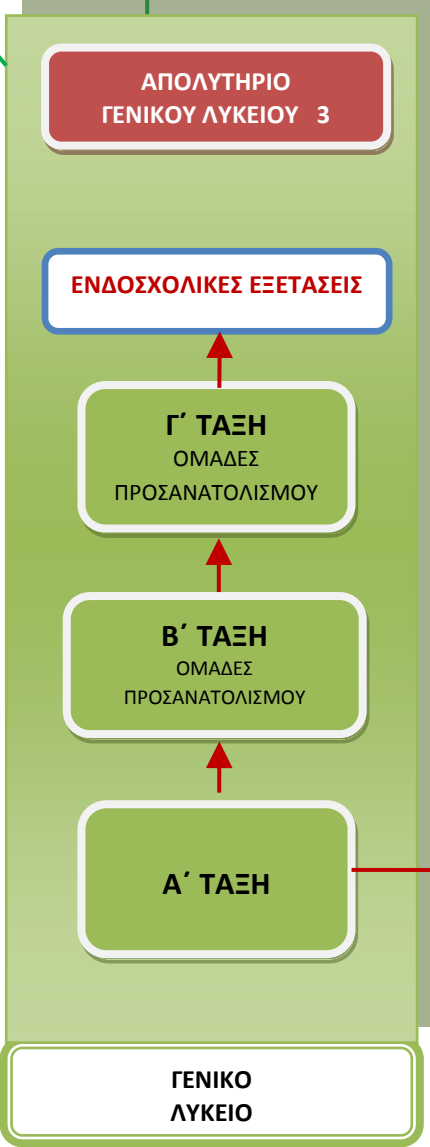 ΑΠΟΛΥΤΗΡΙΟ
ΓΕΝΙΚΟΥ ΛΥΚΕΙΟΥ 3
ΕΝΔΟΣΧΟΛΙΚΕΣ ΕΞΕΤΑΣΕΙΣ
Γ΄ ΤΑΞΗ
ΟΜΑΔΕΣ
ΠΡΟΣΑΝΑΤΟΛΙΣΜΟΥ
Β΄ ΤΑΞΗ
ΟΜΑΔΕΣ
ΠΡΟΣΑΝΑΤΟΛΙΣΜΟΥ
Α΄ ΤΑΞΗ
ΓΕΝΙΚΟ
ΛΥΚΕΙΟ